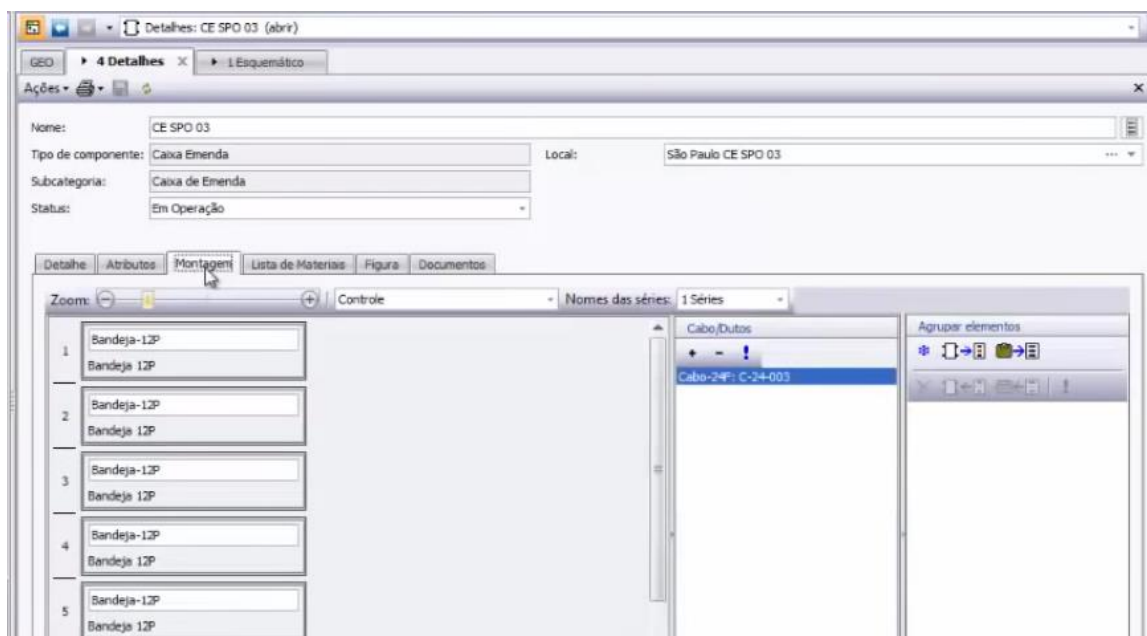 Detalhes: CE SPO 03 (abrir)
GEO 4 Detalhes X 1 Esquemático
Ações
Nome: CE SPO 03
Tipo de componente: Caixa Emenda Local: São Paulo CE SPO 03
Subcategoria: Caixa de Emenda
Status: Em Operação
Detalhe Atributos Montagem Lista de Materiais Figura Documentos
Zoom: Controle Nomes das séries: 1 Séries
1 Bandeja-12P
Bandeja 12P
2 Bandeja-12P
Bandeja 12P
3 Bandeja-12P
Bandeja 12P
4 Bandeja-12P
Bandeja 12P
5 Bandeja-12P
Bandeja 12P
Cabo/Dutos
+ - !
Cabo-24F: C-24-003
Agrupar elementos